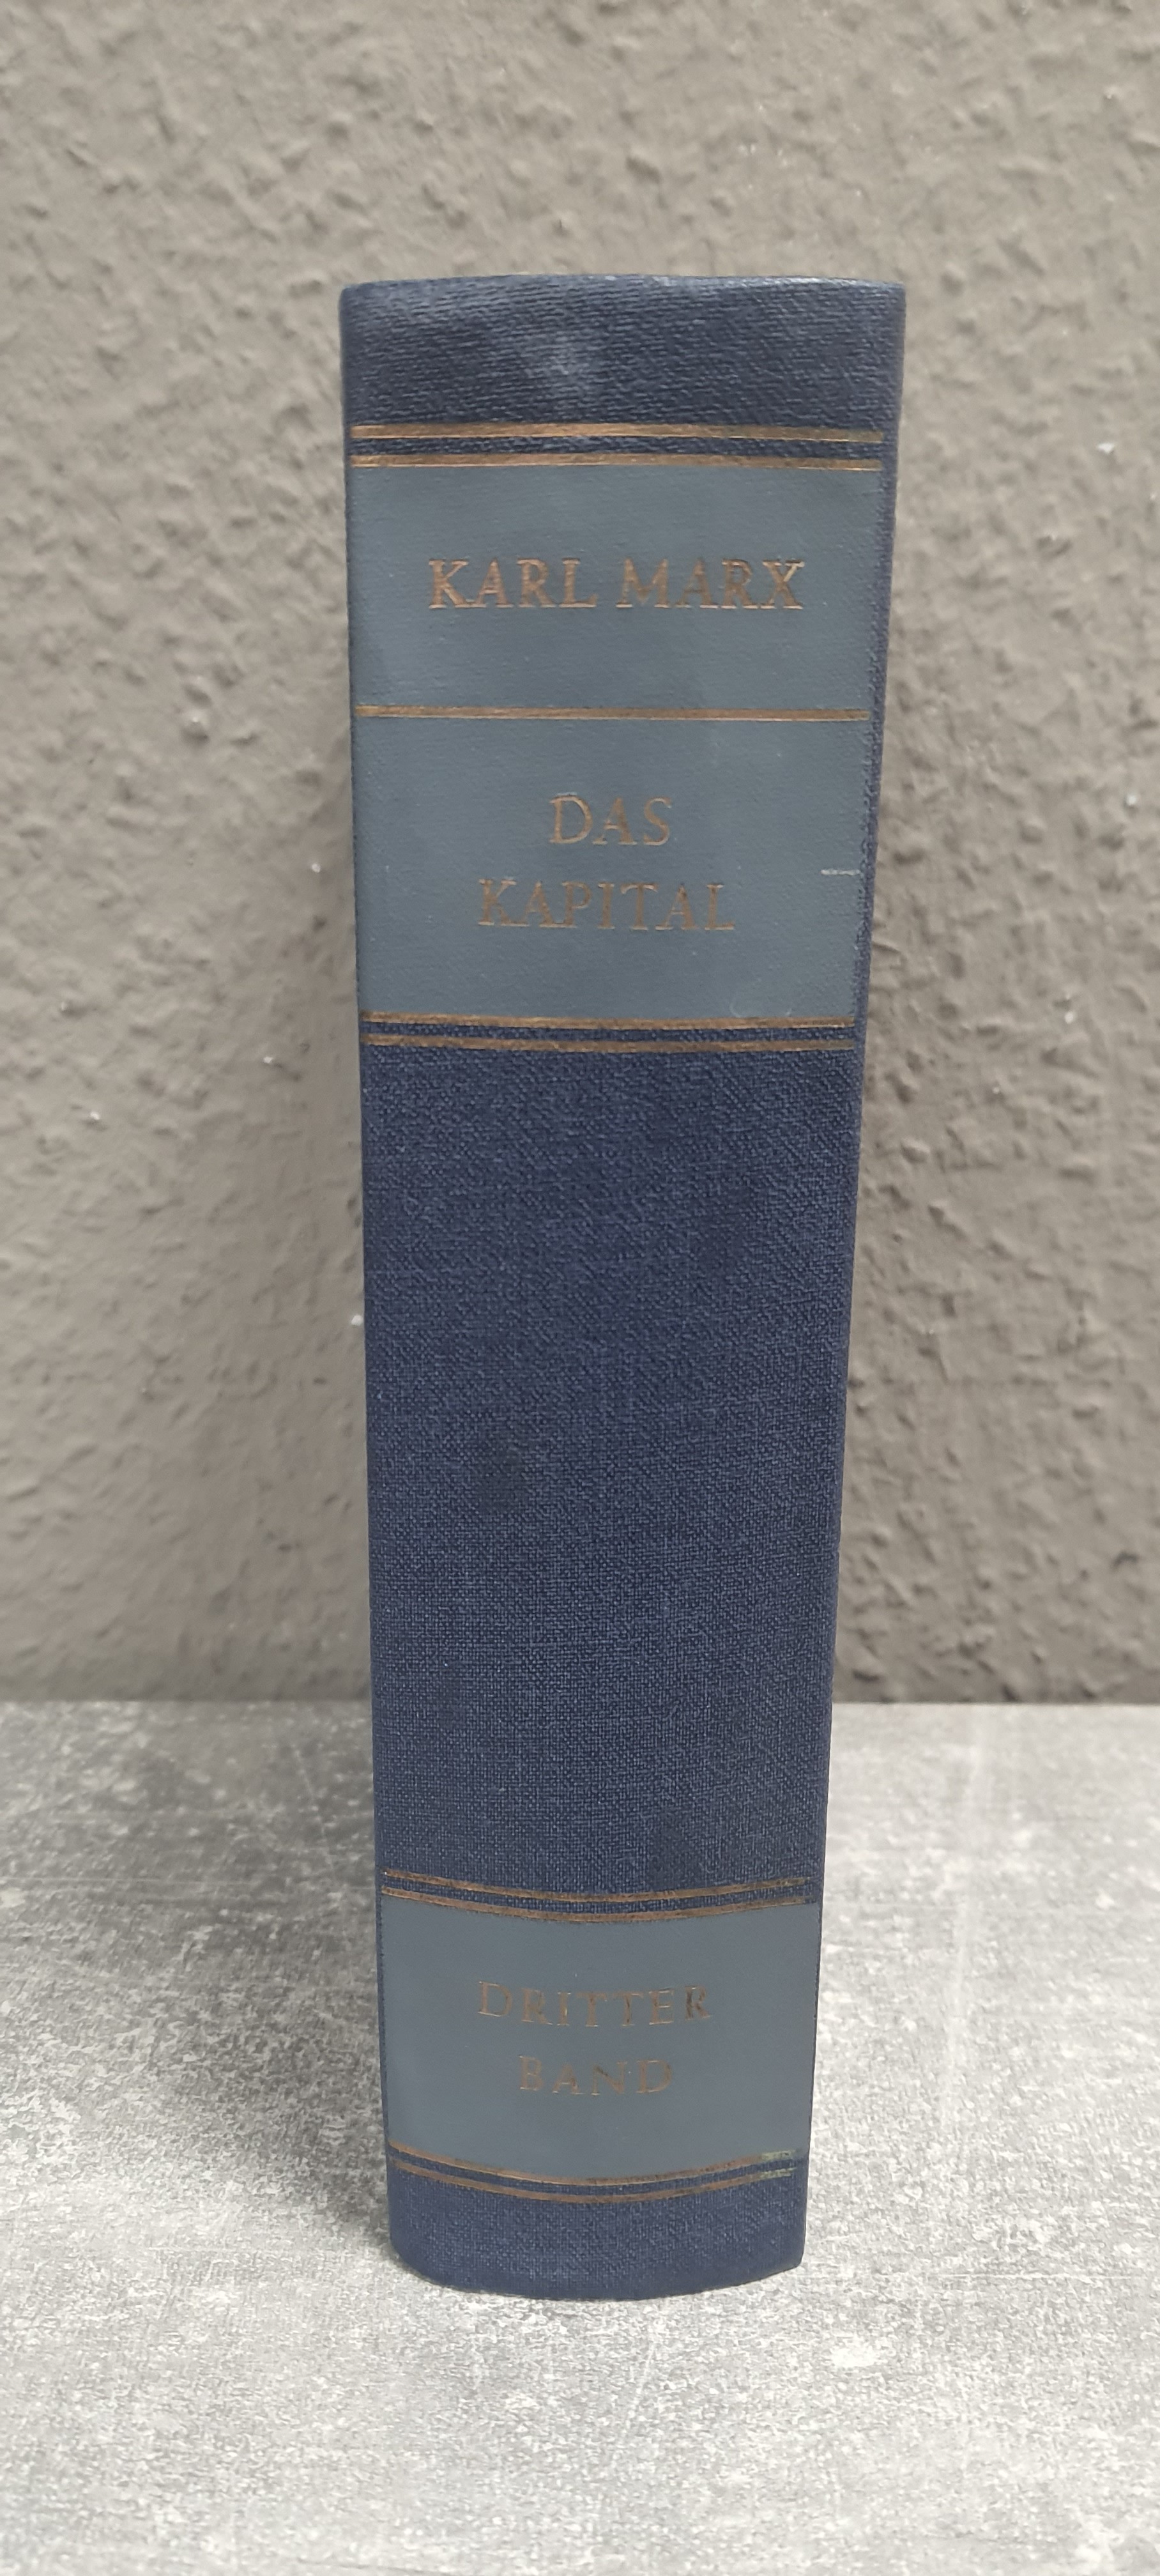 KARL MARX
DAS
KAPITAL
DRITTER
BAND